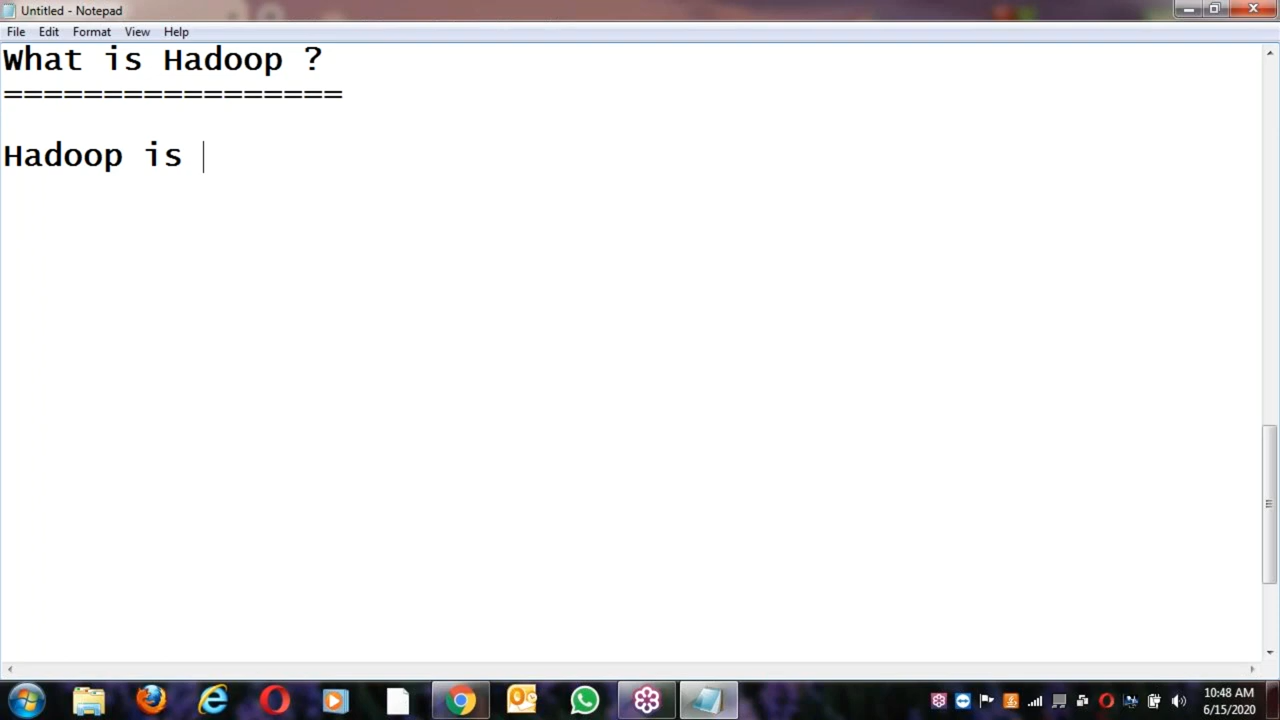 Untitled - Notepad
File Edit Format View Help
What is Hadoop ?
=================
Hadoop is
10:48 AM
6/15/2020